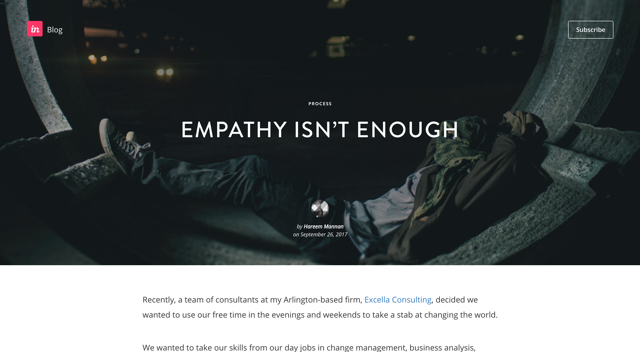 in Blog
Subscribe
PROCESS
EMPATHY ISN'T ENOUGH
by Hareem Mannan
on September 26, 2017
Recently, a team of consultants at my Arlington-based firm, Excella Consulting, decided we
wanted to use our free time in the evenings and weekends to take a stab at changing the world.
We wanted to take our skills from our day jobs in change management, business analysis,